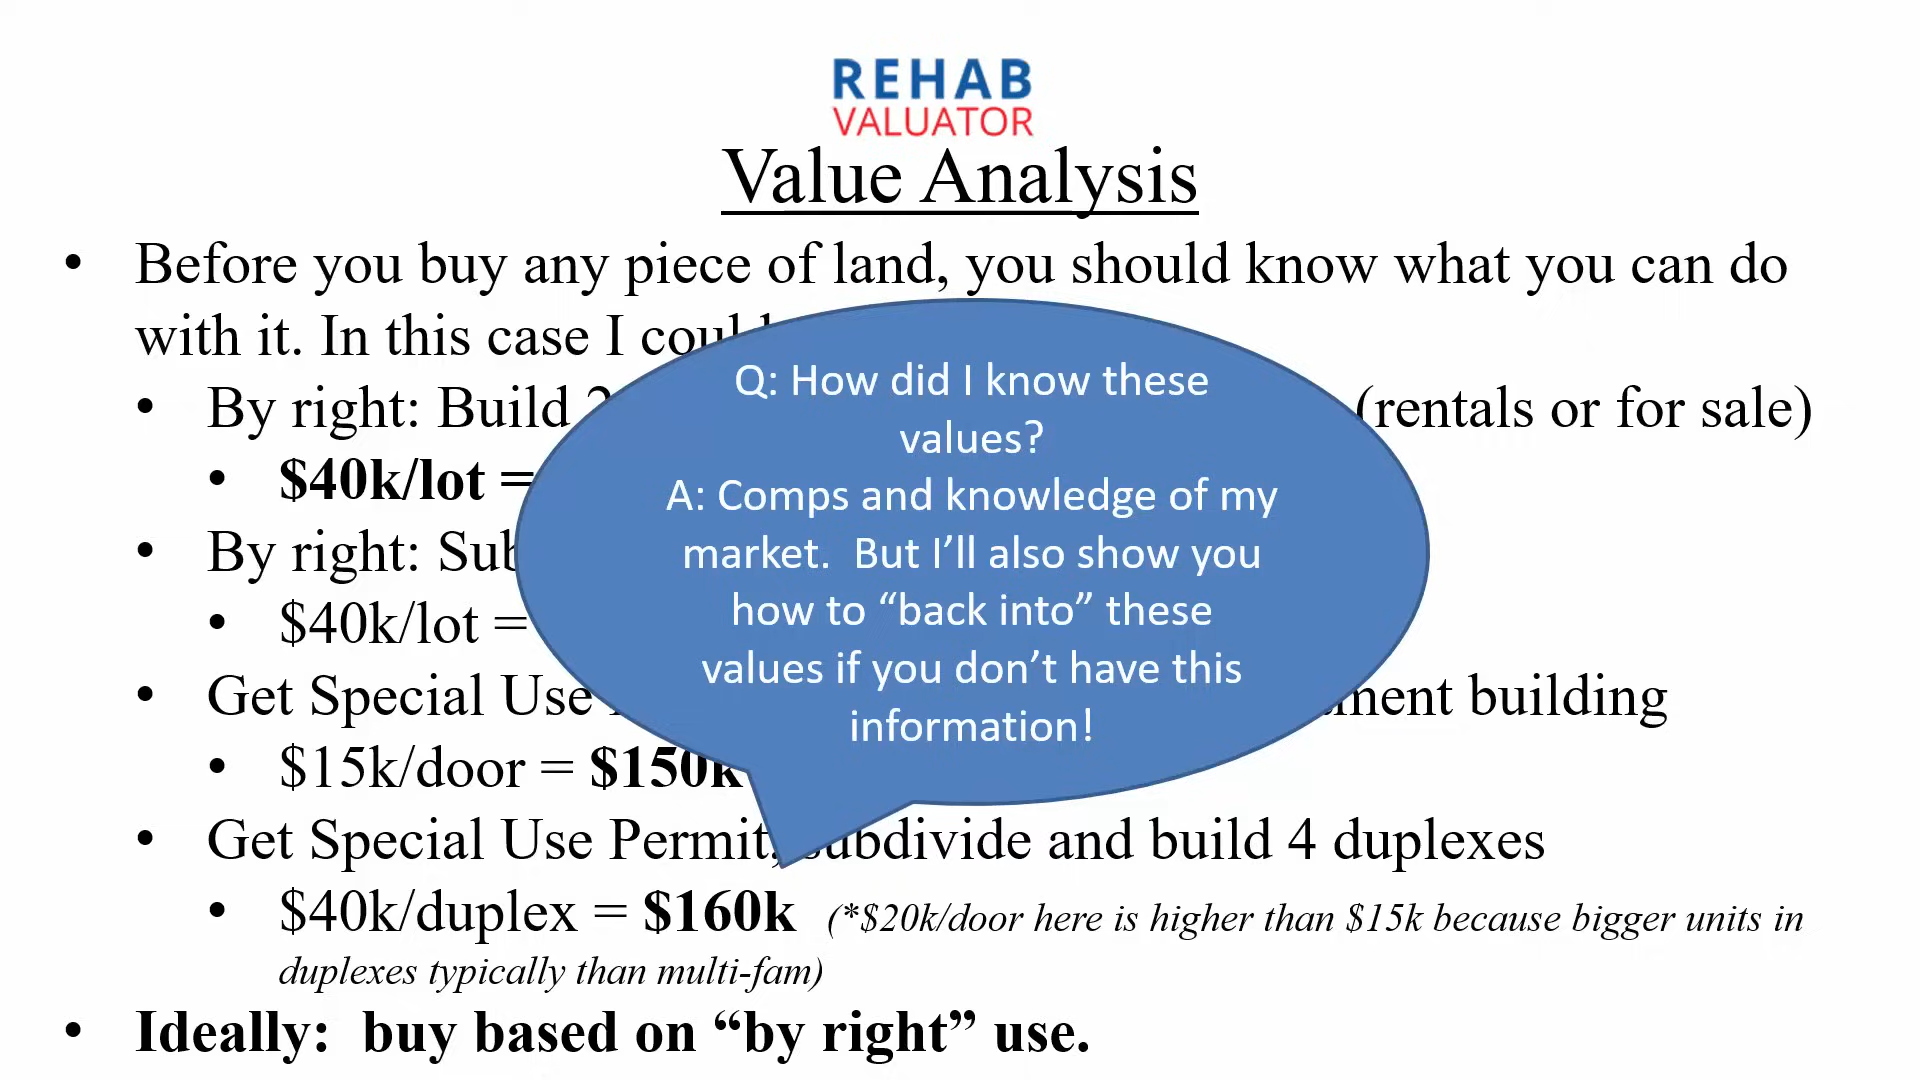 REHAB
VALUATOR
Value Analysis
• Before you buy any piece of land, you should know what you can do
with it. In this case I
• By right: Build (rentals or for sale)
• $40k/lot =
• By right:
• $40k/lot =
• Get Special Use building
• $15k/door = $150k
• Get Special Use Permit, subdivide and build 4 duplexes
• $40k/duplex = $160k (*$20k/door here is higher than $15k because bigger units in
duplexes typically than multi-fam)
• Ideally: buy based on “by right” use.
Q: How did I know these
values?
A: Comps and knowledge of my
market. But I’ll also show you
how to “back into” these
values if you don’t have this
information!